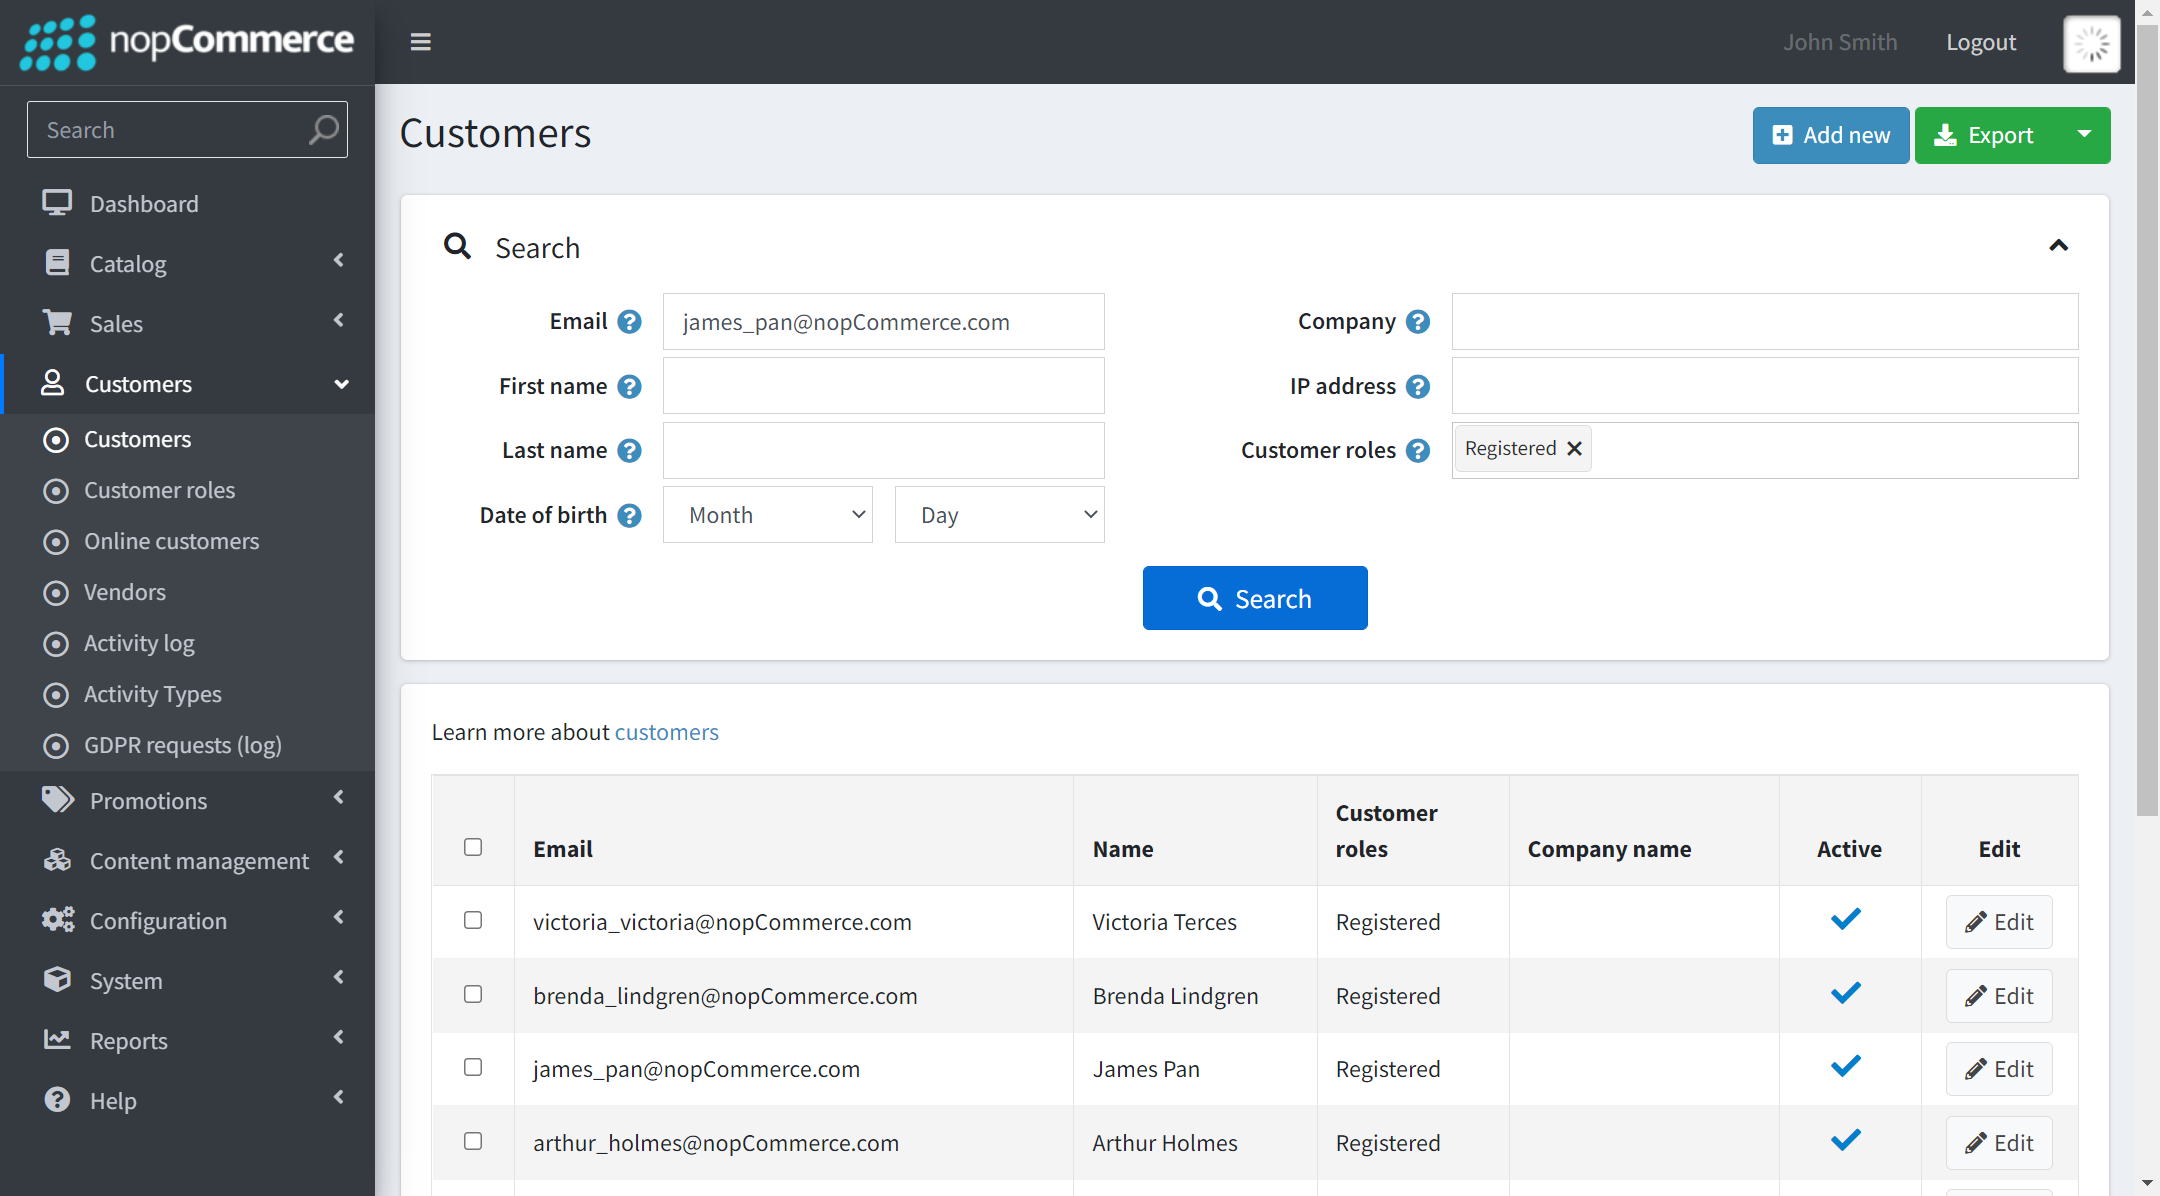 nopCommerce
John Smith
Logout
Search
Dashboard
Catalog
Sales
Customers
Customers
Customer roles
Online customers
Vendors
Activity log
Activity Types
GDPR requests (log)
Promotions
Content management
Configuration
System
Reports
Help
Customers
Add new
Export
Search
Email
james_pan@nopCommerce.com
Company
First name
IP address
Last name
Customer roles
Registered
Date of birth
Month
Day
Search
Learn more about customers
Email
Name
Customer
roles
Company name
Active
Edit
victoria_victoria@nopCommerce.com
Victoria Terces
Registered
Edit
brenda_lindgren@nopCommerce.com
Brenda Lindgren
Registered
Edit
james_pan@nopCommerce.com
James Pan
Registered
Edit
arthur_holmes@nopCommerce.com
Arthur Holmes
Registered
Edit